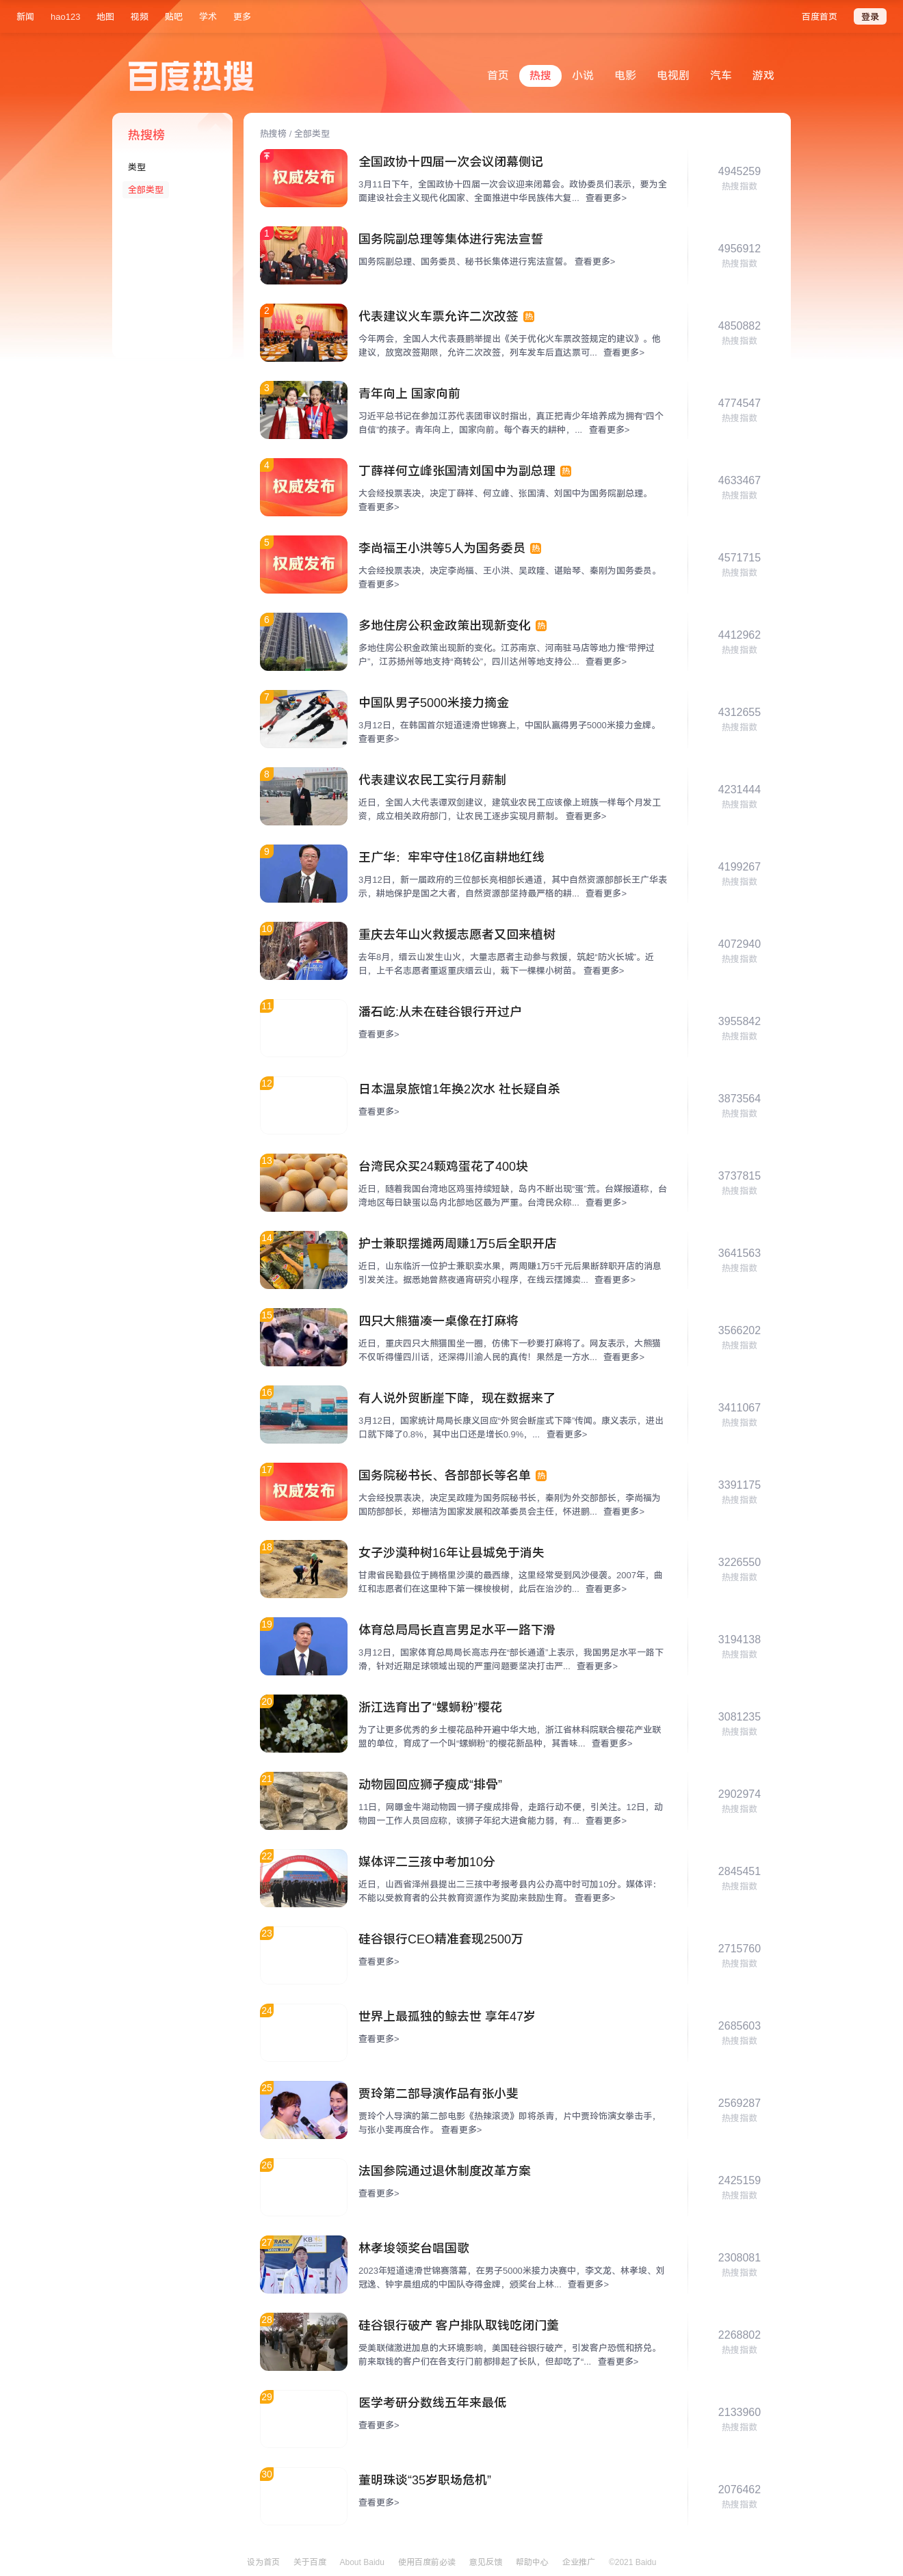 新闻 hao123 地图 视频 贴吧 学术 更多 百度首页 登录
百度热搜 首页 热搜 小说 电影 电视剧 汽车 游戏
热搜榜
类型
全部类型
热搜榜 / 全部类型
权威发布
全国政协十四届一次会议闭幕侧记
3月11日下午，全国政协十四届一次会议迎来闭幕会。政协委员们表示，要为全
面建设社会主义现代化国家、全面推进中华民族伟大复... 查看更多>
4945259
热搜指数
1
国务院副总理等集体进行宪法宣誓
国务院副总理、国务委员、秘书长集体进行宪法宣誓。 查看更多>
4956912
热搜指数
2
代表建议火车票允许二次改签 热
今年两会，全国人大代表聂鹏举提出《关于优化火车票改签规定的建议》。他
建议，放宽改签期限，允许二次改签，列车发车后直达票可... 查看更多>
4850882
热搜指数
3
青年向上 国家向前
习近平总书记在参加江苏代表团审议时指出，真正把青少年培养成为拥有“四个
自信”的孩子。青年向上，国家向前。每个春天的耕种，... 查看更多>
4774547
热搜指数
4
权威发布
丁薛祥何立峰张国清刘国中为副总理 热
大会经投票表决，决定丁薛祥、何立峰、张国清、刘国中为国务院副总理。
查看更多>
4633467
热搜指数
5
权威发布
李尚福王小洪等5人为国务委员 热
大会经投票表决，决定李尚福、王小洪、吴政隆、谌贻琴、秦刚为国务委员。
查看更多>
4571715
热搜指数
6
多地住房公积金政策出现新变化 热
多地住房公积金政策出现新的变化。江苏南京、河南驻马店等地力推“带押过
户”，江苏扬州等地支持“商转公”，四川达州等地支持公... 查看更多>
4412962
热搜指数
7
中国队男子5000米接力摘金
3月12日，在韩国首尔短道速滑世锦赛上，中国队赢得男子5000米接力金牌。
查看更多>
4312655
热搜指数
8
代表建议农民工实行月薪制
近日，全国人大代表谭双剑建议，建筑业农民工应该像上班族一样每个月发工
资，成立相关政府部门，让农民工逐步实现月薪制。 查看更多>
4231444
热搜指数
9
王广华：牢牢守住18亿亩耕地红线
3月12日，新一届政府的三位部长亮相部长通道，其中自然资源部部长王广华表
示，耕地保护是国之大者，自然资源部坚持最严格的耕... 查看更多>
4199267
热搜指数
10
重庆去年山火救援志愿者又回来植树
去年8月，缙云山发生山火，大量志愿者主动参与救援，筑起“防火长城”。近
日，上千名志愿者重返重庆缙云山，栽下一棵棵小树苗。 查看更多>
4072940
热搜指数
11
潘石屹:从未在硅谷银行开过户
查看更多>
3955842
热搜指数
12
日本温泉旅馆1年换2次水 社长疑自杀
查看更多>
3873564
热搜指数
13
台湾民众买24颗鸡蛋花了400块
近日，随着我国台湾地区鸡蛋持续短缺，岛内不断出现“蛋”荒。台媒报道称，台
湾地区每日缺蛋以岛内北部地区最为严重。台湾民众称... 查看更多>
3737815
热搜指数
14
护士兼职摆摊两周赚1万5后全职开店
近日，山东临沂一位护士兼职卖水果，两周赚1万5千元后果断辞职开店的消息
引发关注。据悉她曾熬夜通宵研究小程序，在线云摆摊卖... 查看更多>
3641563
热搜指数
15
四只大熊猫凑一桌像在打麻将
近日，重庆四只大熊猫围坐一圈，仿佛下一秒要打麻将了。网友表示，大熊猫
不仅听得懂四川话，还深得川渝人民的真传！果然是一方水... 查看更多>
3566202
热搜指数
16
有人说外贸断崖下降，现在数据来了
3月12日，国家统计局局长康义回应“外贸会断崖式下降”传闻。康义表示，进出
口就下降了0.8%，其中出口还是增长0.9%，... 查看更多>
3411067
热搜指数
17
权威发布
国务院秘书长、各部部长等名单 热
大会经投票表决，决定吴政隆为国务院秘书长，秦刚为外交部部长，李尚福为
国防部部长，郑栅洁为国家发展和改革委员会主任，怀进鹏... 查看更多>
3391175
热搜指数
18
女子沙漠种树16年让县城免于消失
甘肃省民勤县位于腾格里沙漠的最西缘，这里经常受到风沙侵袭。2007年，曲
红和志愿者们在这里种下第一棵梭梭树，此后在治沙的... 查看更多>
3226550
热搜指数
19
体育总局局长直言男足水平一路下滑
3月12日，国家体育总局局长高志丹在“部长通道”上表示，我国男足水平一路下
滑，针对近期足球领域出现的严重问题要坚决打击严... 查看更多>
3194138
热搜指数
20
浙江选育出了“螺蛳粉”樱花
为了让更多优秀的乡土樱花品种开遍中华大地，浙江省林科院联合樱花产业联
盟的单位，育成了一个叫“螺蛳粉”的樱花新品种，其香味... 查看更多>
3081235
热搜指数
21
动物园回应狮子瘦成“排骨”
11日，网曝金牛湖动物园一狮子瘦成排骨，走路行动不便，引关注。12日，动
物园一工作人员回应称，该狮子年纪大进食能力弱，有... 查看更多>
2902974
热搜指数
22
媒体评二三孩中考加10分
近日，山西省泽州县提出二三孩中考报考县内公办高中时可加10分。媒体评：
不能以受教育者的公共教育资源作为奖励来鼓励生育。 查看更多>
2845451
热搜指数
23
硅谷银行CEO精准套现2500万
查看更多>
2715760
热搜指数
24
世界上最孤独的鲸去世 享年47岁
查看更多>
2685603
热搜指数
25
贾玲第二部导演作品有张小斐
贾玲个人导演的第二部电影《热辣滚烫》即将杀青，片中贾玲饰演女拳击手，
与张小斐再度合作。 查看更多>
2569287
热搜指数
26
法国参院通过退休制度改革方案
查看更多>
2425159
热搜指数
27
林孝埈领奖台唱国歌
2023年短道速滑世锦赛落幕，在男子5000米接力决赛中，李文龙、林孝埈、刘
冠逸、钟宇晨组成的中国队夺得金牌，颁奖台上林... 查看更多>
2308081
热搜指数
28
硅谷银行破产 客户排队取钱吃闭门羹
受美联储激进加息的大环境影响，美国硅谷银行破产，引发客户恐慌和挤兑。
前来取钱的客户们在各支行门前都排起了长队，但却吃了“... 查看更多>
2268802
热搜指数
29
医学考研分数线五年来最低
查看更多>
2133960
热搜指数
30
董明珠谈“35岁职场危机”
查看更多>
2076462
热搜指数
设为首页 关于百度 About Baidu 使用百度前必读 意见反馈 帮助中心 企业推广 ©2021 Baidu